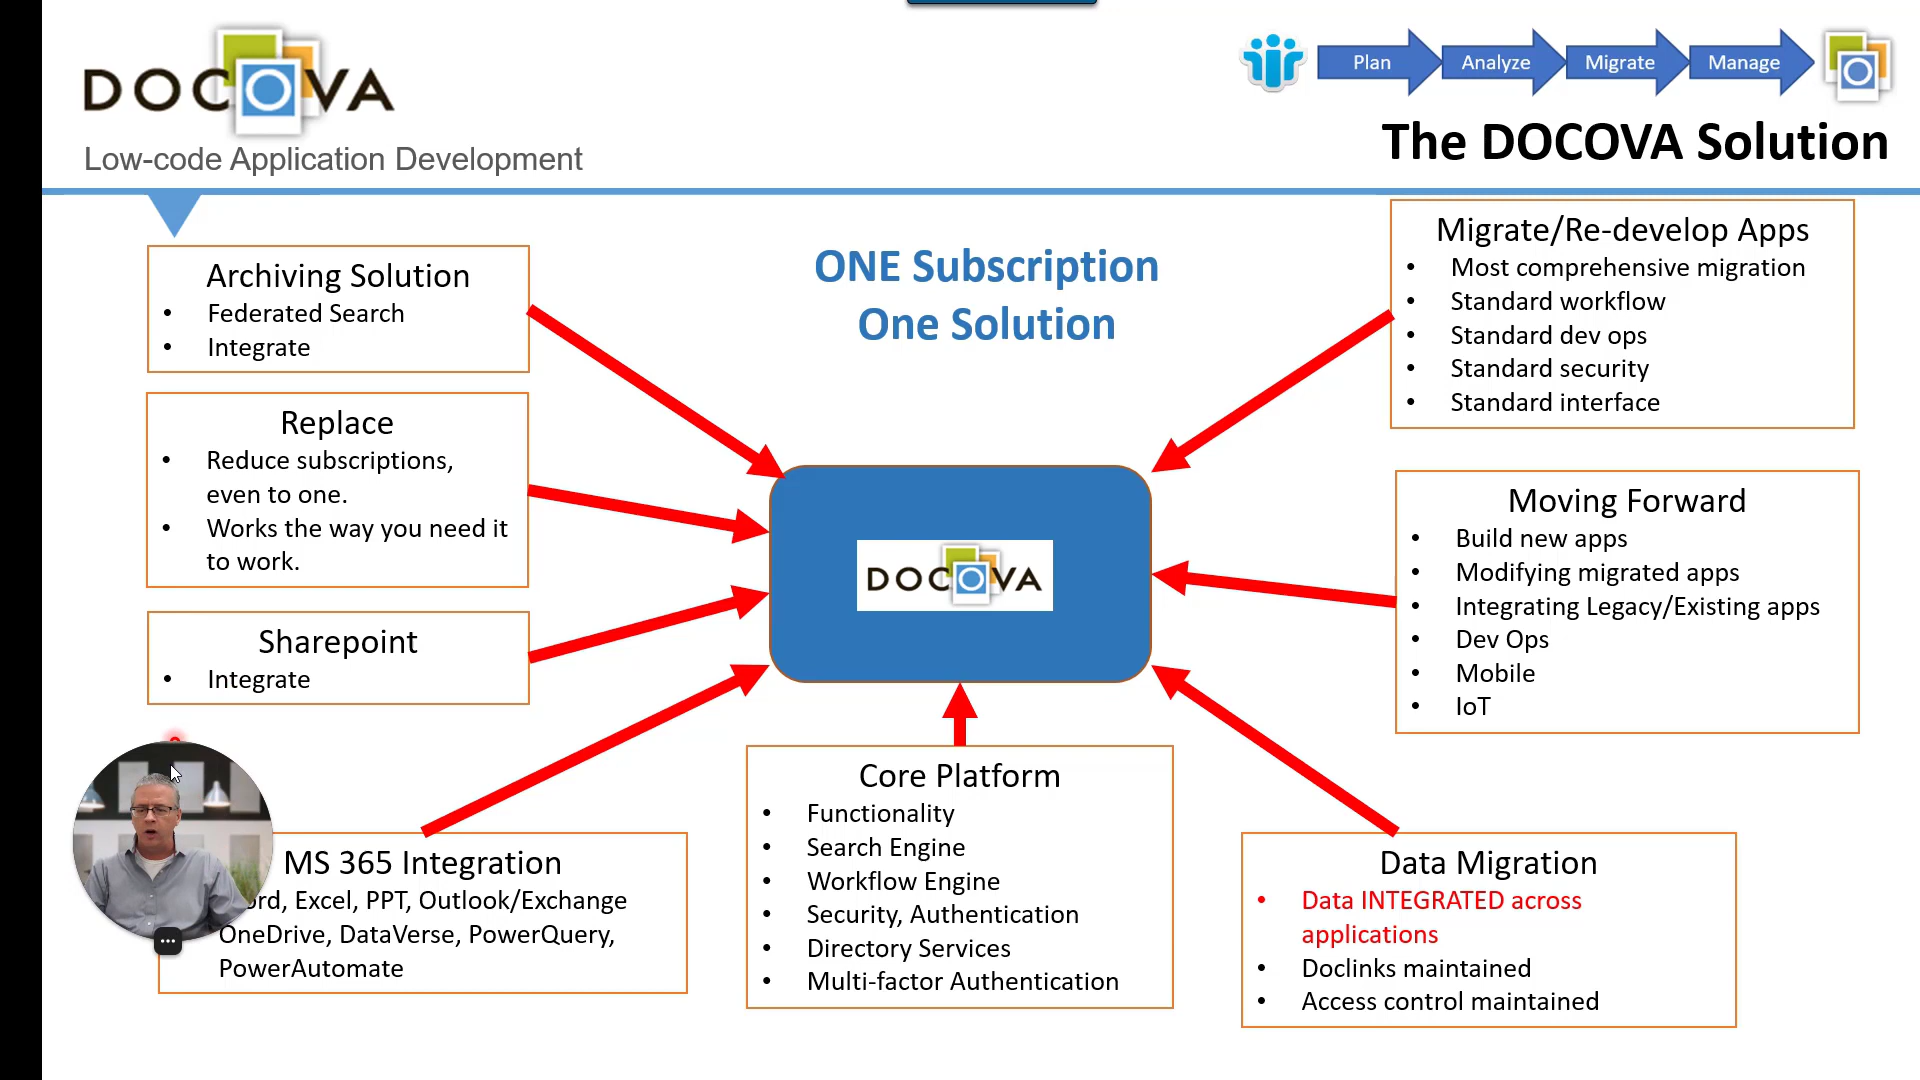 DOCOVA
Low-code Application Development
Plan
Analyze
Migrate
Manage
The DOCOVA Solution
ONE Subscription
One Solution
Archiving Solution
• Federated Search
• Integrate
Replace
• Reduce subscriptions,
even to one.
• Works the way you need it
to work.
Sharepoint
• Integrate
MS 365 Integration
Excel, PPT, Outlook/Exchange
OneDrive, DataVerse, PowerQuery,
PowerAutomate
DOCOVA
Core Platform
• Functionality
• Search Engine
• Workflow Engine
• Security, Authentication
• Directory Services
• Multi-factor Authentication
Migrate/Re-develop Apps
• Most comprehensive migration
• Standard workflow
• Standard dev ops
• Standard security
• Standard interface
Moving Forward
• Build new apps
• Modifying migrated apps
• Integrating Legacy/Existing apps
• Dev Ops
• Mobile
• IoT
Data Migration
• Data INTEGRATED across
applications
• Doclinks maintained
• Access control maintained